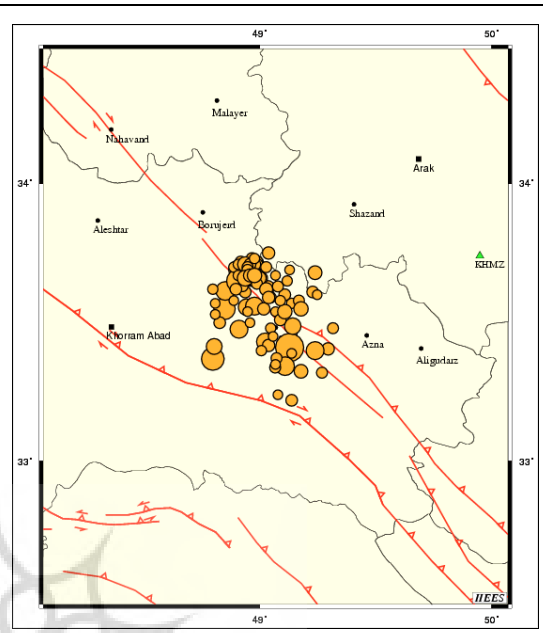 49° 50°
Malayer
Nahavand
Arak
34° 34°
Shazand
Aleshtar
Borujerd
KHMZ
Khorram Abad
Azna
Aligudarz
33° 33°
IIEES
49° 50°